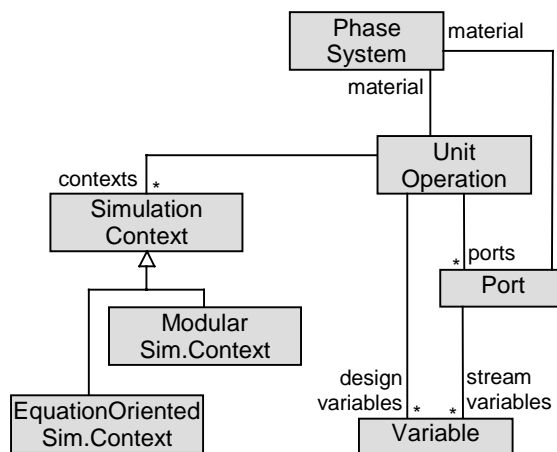 Phase
System
material
material
Unit
Operation
contexts
*
Simulation
Context
* ports
Port
Modular
Sim.Context
design
variables
*
stream
variables
*
EquationOriented
Sim.Context
Variable